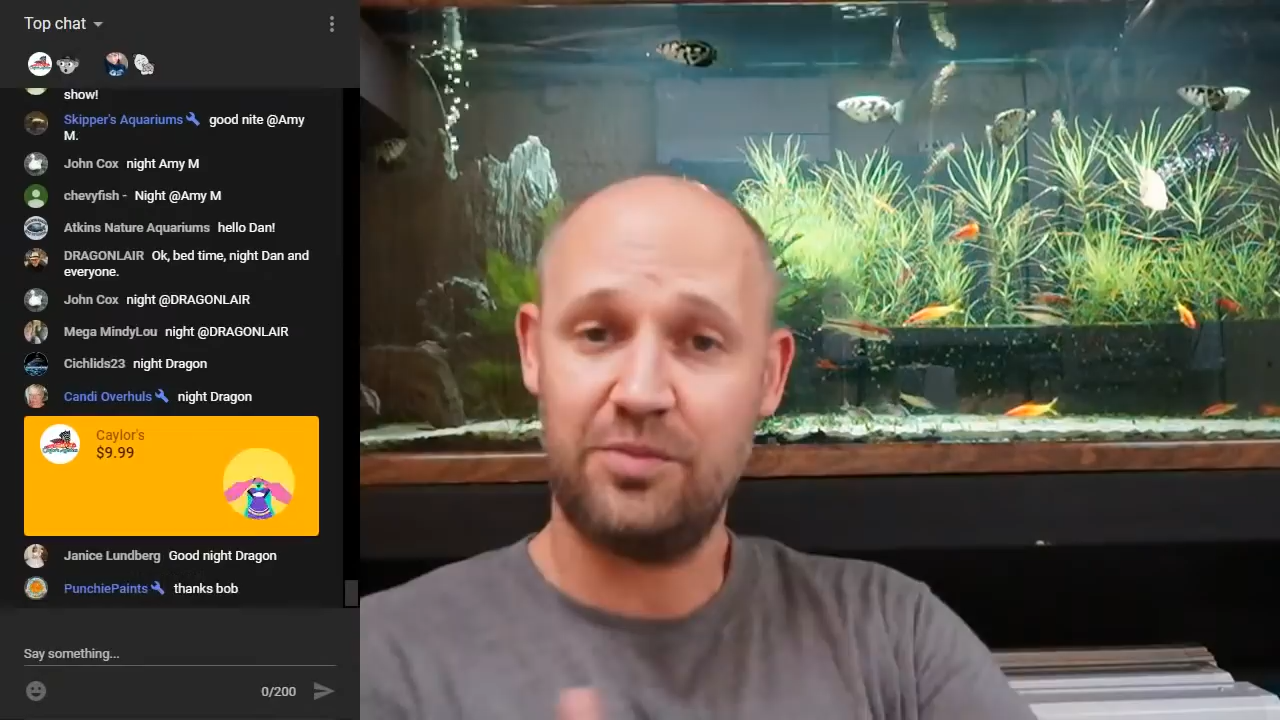 Top chat
show!
Skipper's Aquariums good nite @Amy
M.
John Cox night Amy M
chevyfish - Night @Amy M
Atkins Nature Aquariums hello Dan!
DRAGONLAIR Ok, bed time, night Dan and
everyone.
John Cox night @DRAGONLAIR
Mega MindyLou night @DRAGONLAIR
Cichlids23 night Dragon
Candi Overhuls night Dragon
Caylor's
$9.99
Janice Lundberg Good night Dragon
PunchiePaints thanks bob
Say something...
0/200